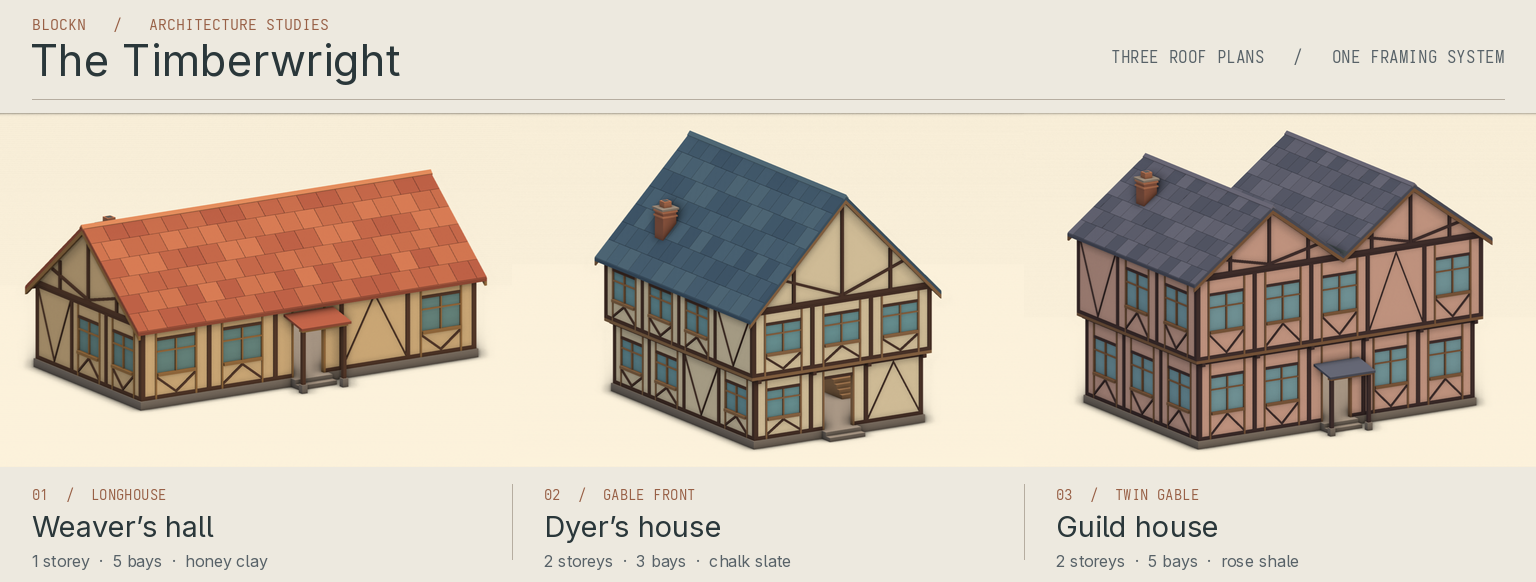 BLOCKN / ARCHITECTURE STUDIES
The Timberwright
THREE ROOF PLANS / ONE FRAMING SYSTEM
01 / LONGHOUSE
Weaver’s hall
1 storey · 5 bays · honey clay
02 / GABLE FRONT
Dyer’s house
2 storeys · 3 bays · chalk slate
03 / TWIN GABLE
Guild house
2 storeys · 5 bays · rose shale